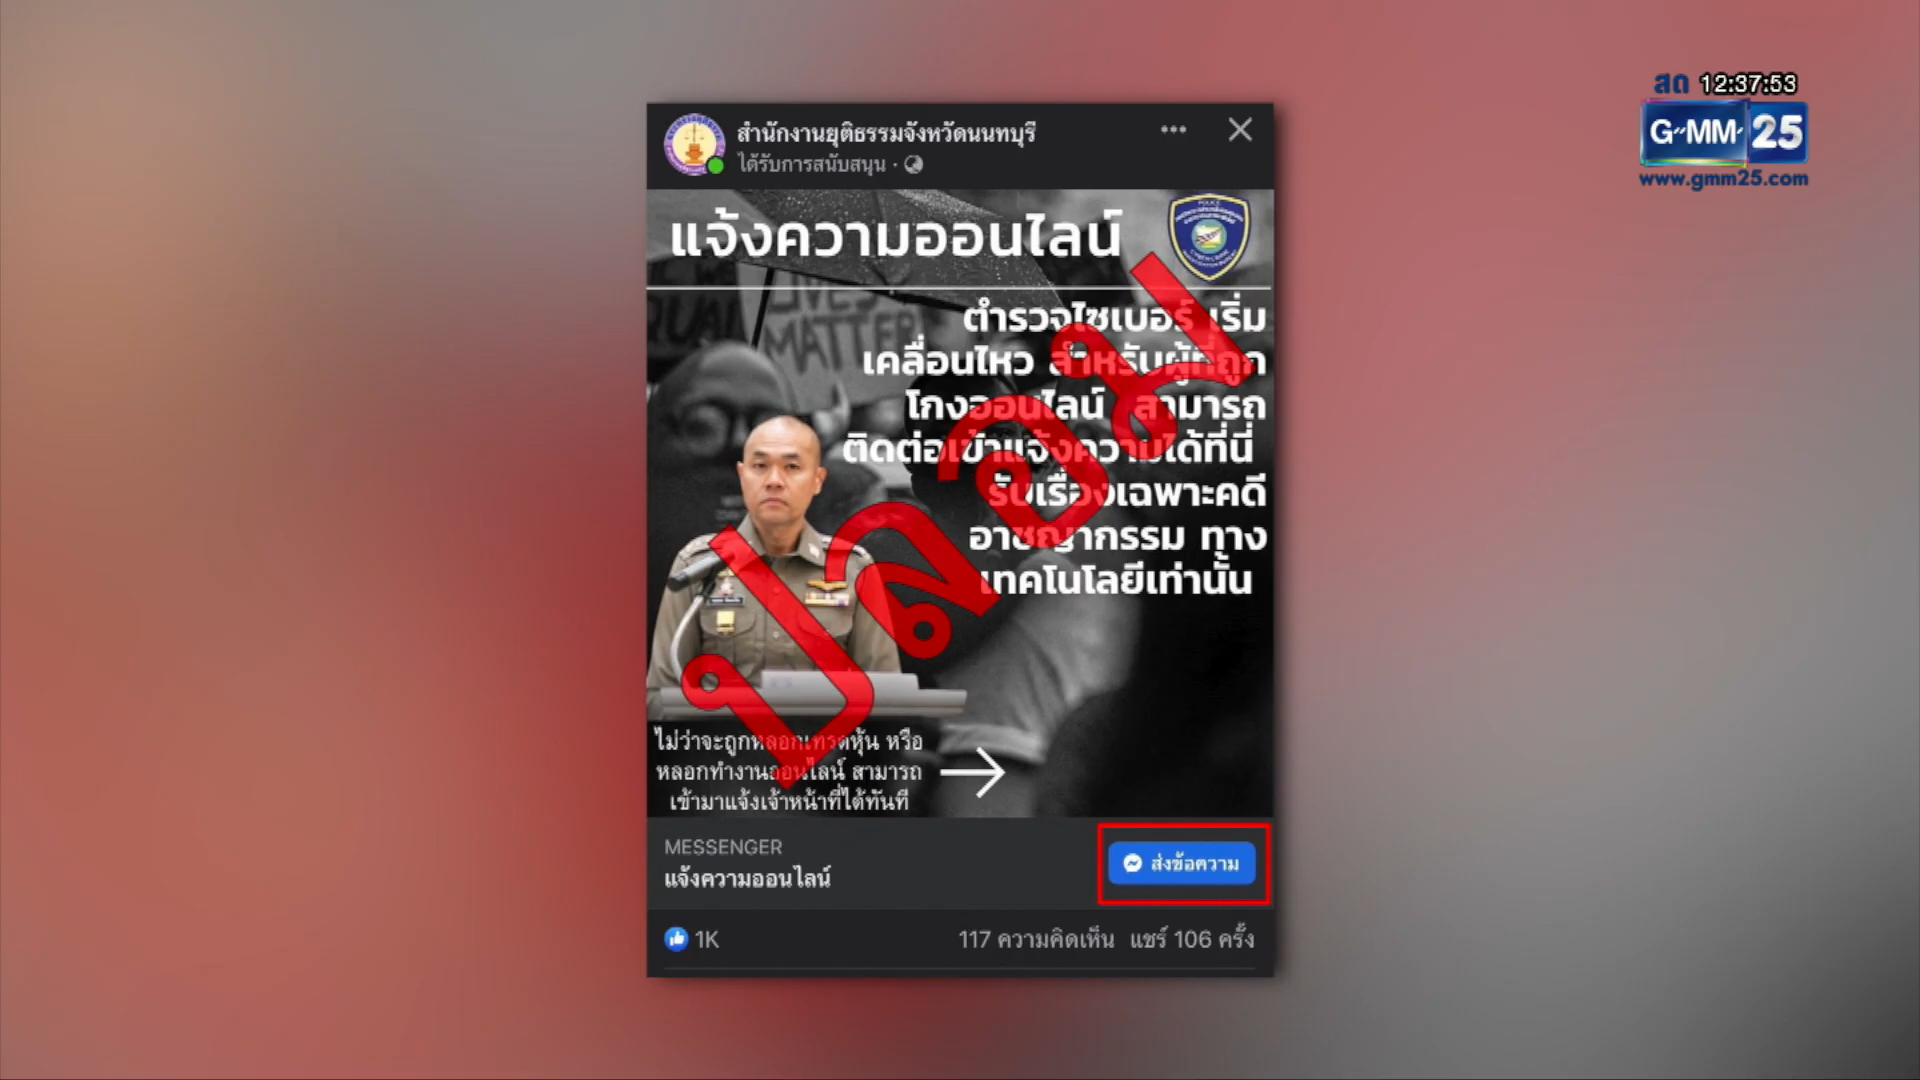 สด 12:37:53
GMM 25
www.gmm25.com
สำนักงานยุติธรรมจังหวัดนนทบุรี
ได้รับการสนับสนุน ·
แจ้งความออนไลน์
POLICE
LIVES
MATTER
ตำรวจไซเบอร์ เริ่ม
เคลื่อนไหว สำหรับผู้ที่ถูก
โกงออนไลน์ สามารถ
ติดต่อเข้าแจ้งความได้ที่นี่
รับเรื่องเฉพาะคดี
อาชญากรรม ทาง
เทคโนโลยีเท่านั้น
ปลอม
ไม่ว่าจะถูกหลอกเทรดหุ้น หรือ
หลอกทำงานออนไลน์ สามารถ
เข้ามาแจ้งเจ้าหน้าที่ได้ทันที
MESSENGER
แจ้งความออนไลน์
ส่งข้อความ
1K
117 ความคิดเห็น แชร์ 106 ครั้ง